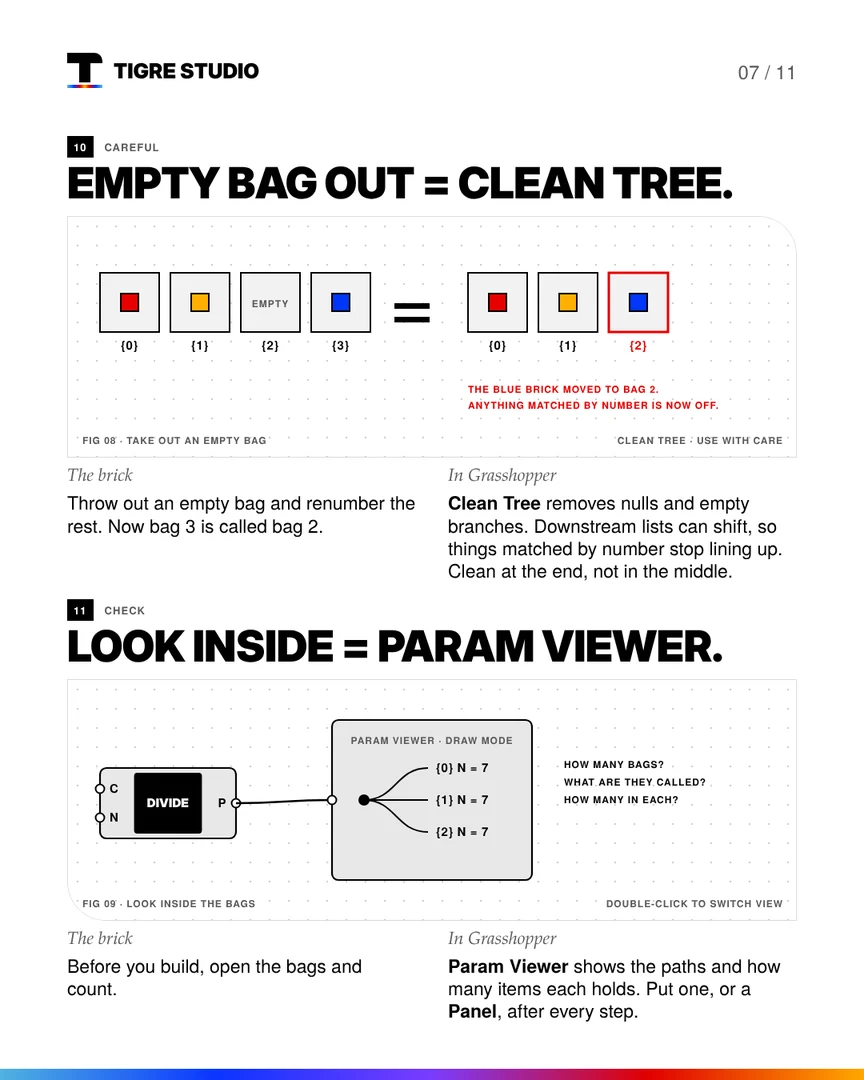 TIGRE STUDIO
07 / 11
10 CAREFUL
EMPTY BAG OUT = CLEAN TREE.
EMPTY
=
{0} {1} {2} {3}
{0} {1} {2}
THE BLUE BRICK MOVED TO BAG 2.
ANYTHING MATCHED BY NUMBER IS NOW OFF.
FIG 08 · TAKE OUT AN EMPTY BAG
CLEAN TREE · USE WITH CARE
The brick
Throw out an empty bag and renumber the
rest. Now bag 3 is called bag 2.
In Grasshopper
Clean Tree removes nulls and empty
branches. Downstream lists can shift, so
things matched by number stop lining up.
Clean at the end, not in the middle.
11 CHECK
LOOK INSIDE = PARAM VIEWER.
C
N
DIVIDE
P
PARAM VIEWER · DRAW MODE
{0} N = 7
{1} N = 7
{2} N = 7
HOW MANY BAGS?
WHAT ARE THEY CALLED?
HOW MANY IN EACH?
FIG 09 · LOOK INSIDE THE BAGS
DOUBLE-CLICK TO SWITCH VIEW
The brick
Before you build, open the bags and
count.
In Grasshopper
Param Viewer shows the paths and how
many items each holds. Put one, or a
Panel, after every step.